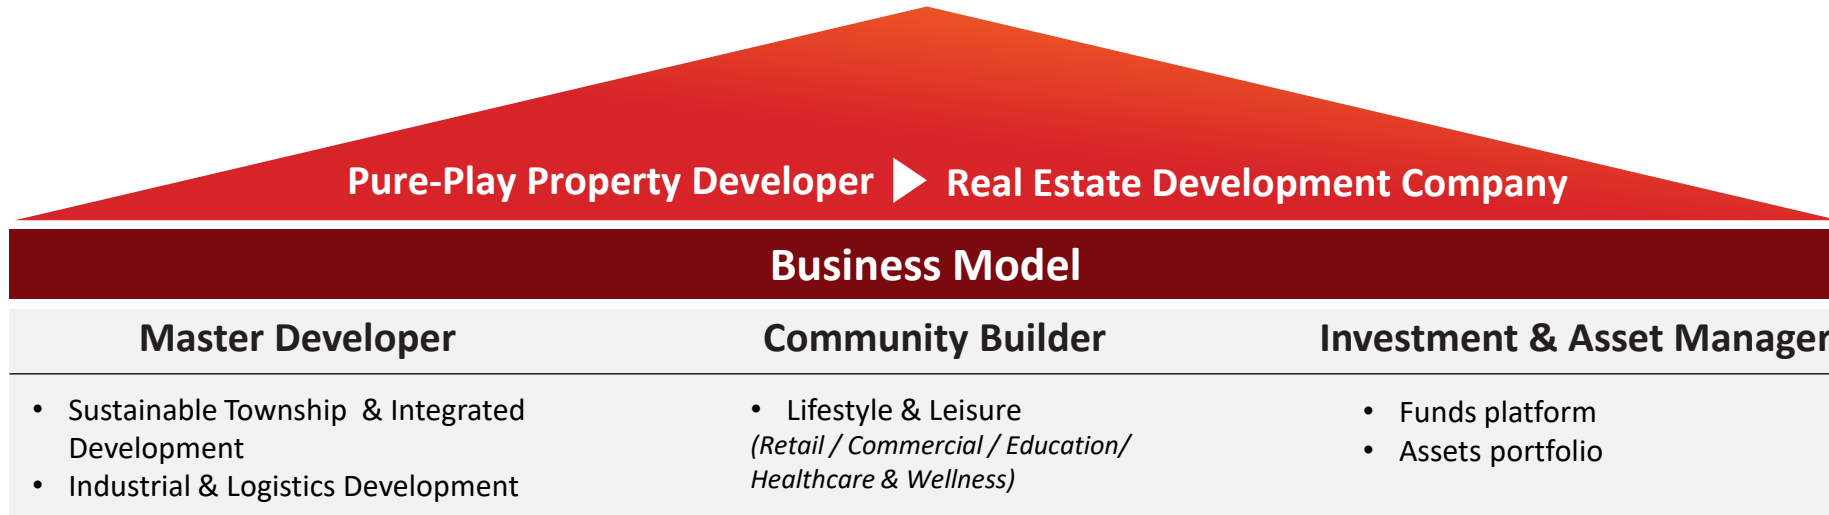 Pure-Play Property Developer Real Estate Development Company
Business Model
Master Developer
• Sustainable Township & Integrated
Development
• Industrial & Logistics Development
Community Builder
• Lifestyle & Leisure
(Retail / Commercial / Education/
Healthcare & Wellness)
Investment & Asset Manager
• Funds platform
• Assets portfolio